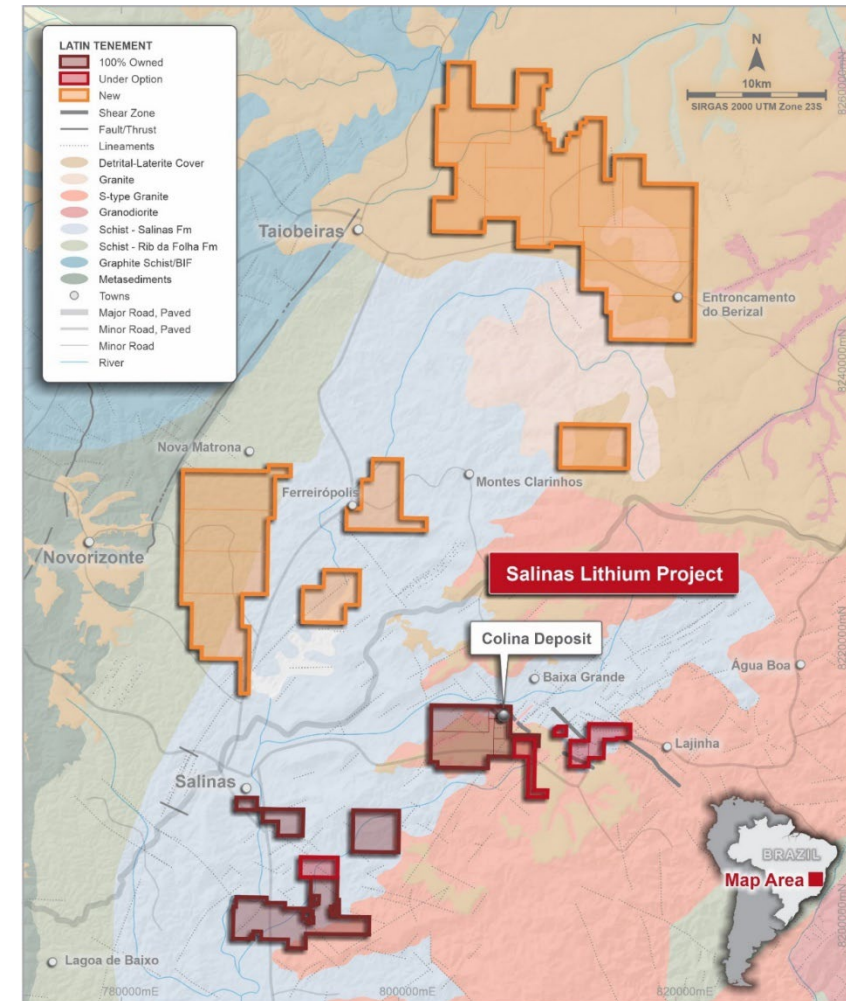 LATIN TENEMENT
100% Owned
Under Option
New
Shear Zone
Fault/Thrust
Lineaments
Detrital-Laterite Cover
Granite
S-type Granite
Granodiorite
Schist - Salinas Fm
Schist - Rib da Folha Fm
Graphite Schist/BIF
Metasediments
Towns
Major Road, Paved
Minor Road, Paved
Minor Road
River
N
10km
SIRGAS 2000 UTM Zone 23S
8260000mN
Taiobeiras
Entroncamento
do Berizal
8240000mN
Nova Matrona
Ferreirópolis
Montes Clarinhos
Novorizonte
Salinas Lithium Project
Colina Deposit
8220000mN
Baixa Grande
Água Boa
Lajinha
Salinas
BRAZIL
Map Area
Lagoa de Baixo
8200000mN
780000mE
800000mE
820000mE